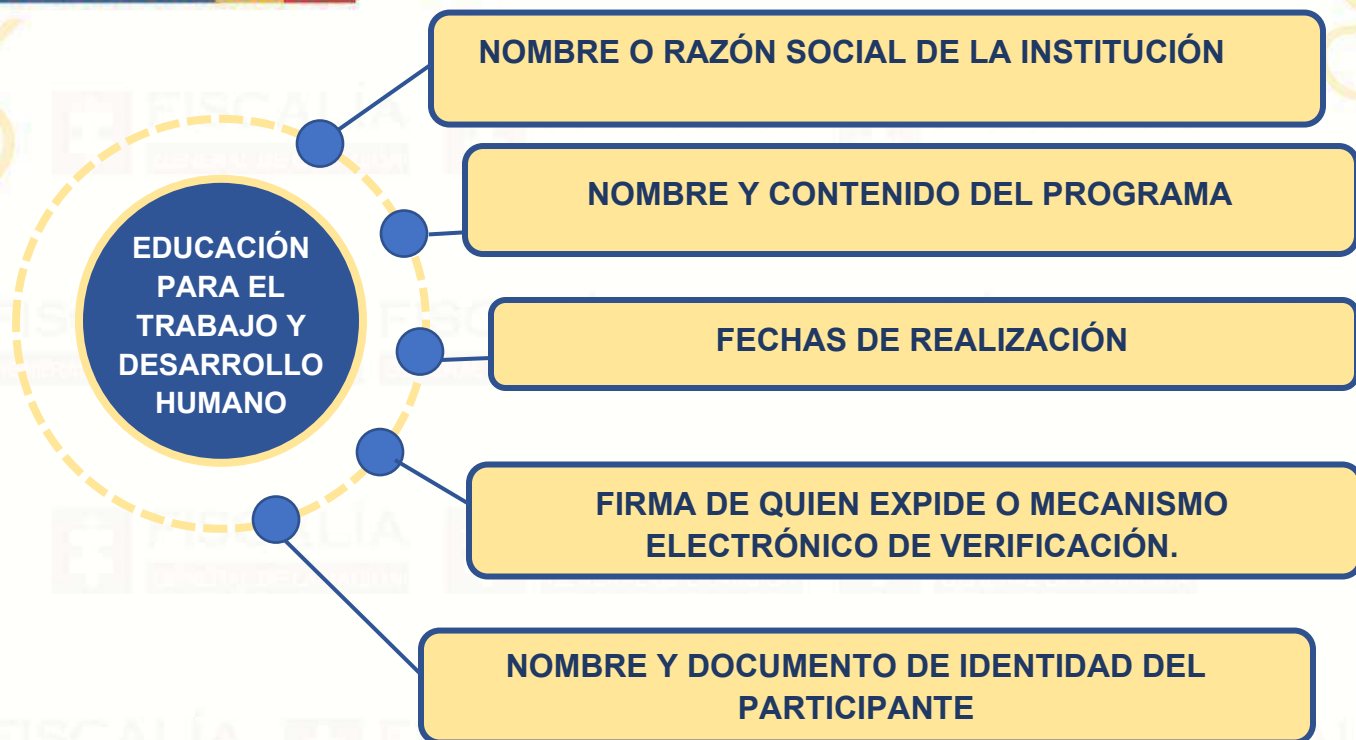 NOMBRE O RAZÓN SOCIAL DE LA INSTITUCIÓN
NOMBRE Y CONTENIDO DEL PROGRAMA
EDUCACIÓN
PARA EL
TRABAJO Y
DESARROLLO
HUMANO
FECHAS DE REALIZACIÓN
FIRMA DE QUIEN EXPIDE O MECANISMO
ELECTRÓNICO DE VERIFICACIÓN.
NOMBRE Y DOCUMENTO DE IDENTIDAD DEL
PARTICIPANTE
FISCALÍA